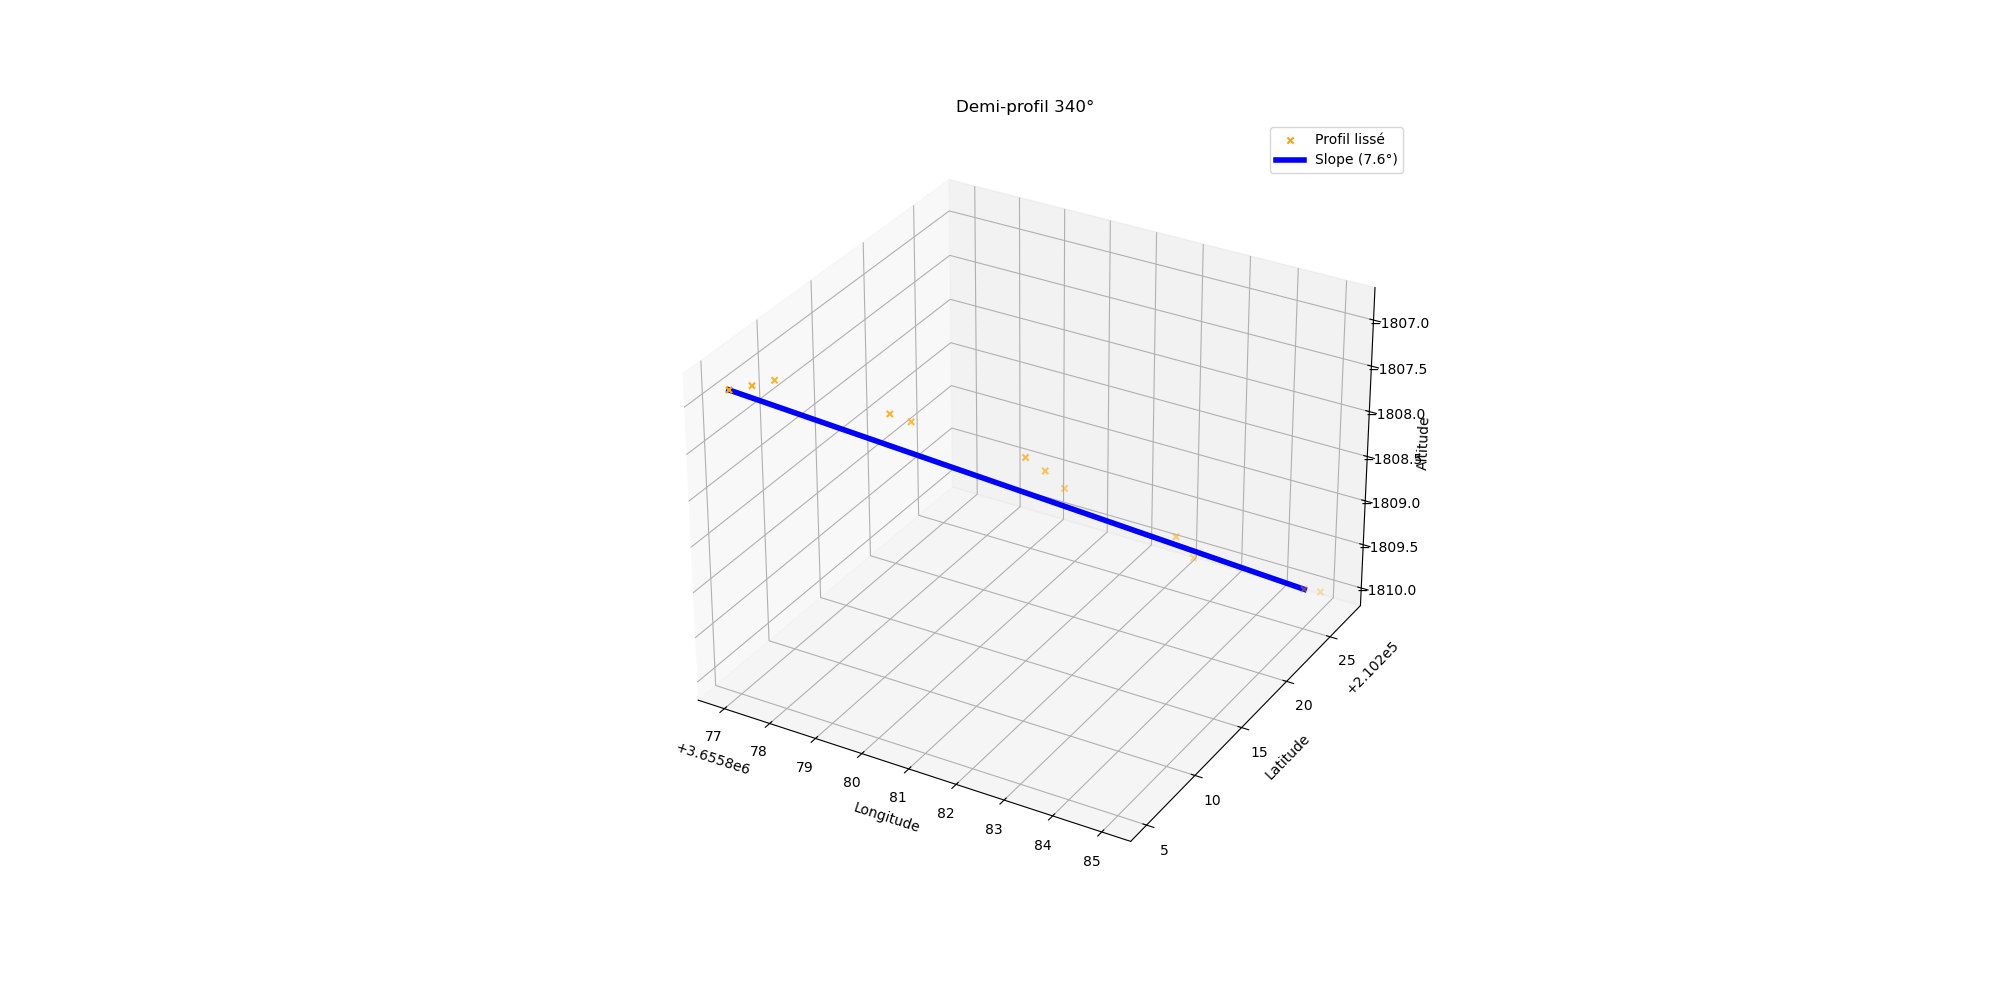 Demi-profil 340°
Profil lissé
Slope (7.6°)
−1807.0
−1807.5
−1808.0
−1808.5
−1809.0
−1809.5
−1810.0
Altitude
25
20
15
10
5
+2.102e5
Latitude
77
78
79
80
81
82
83
84
85
+3.6558e6
Longitude